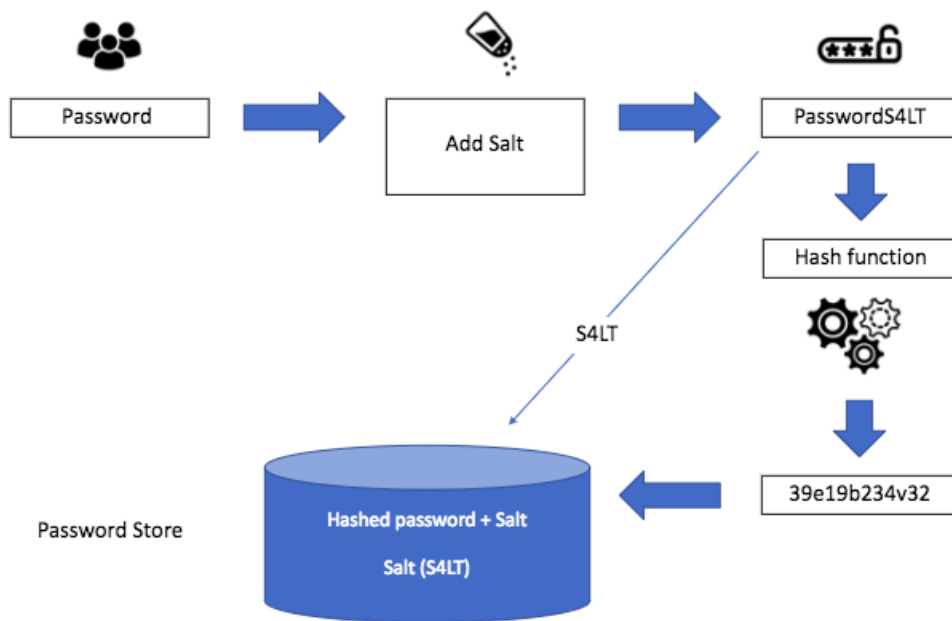 Password
Add Salt
PasswordS4LT
Hash function
S4LT
39e19b234v32
Password Store
Hashed password + Salt
Salt (S4LT)